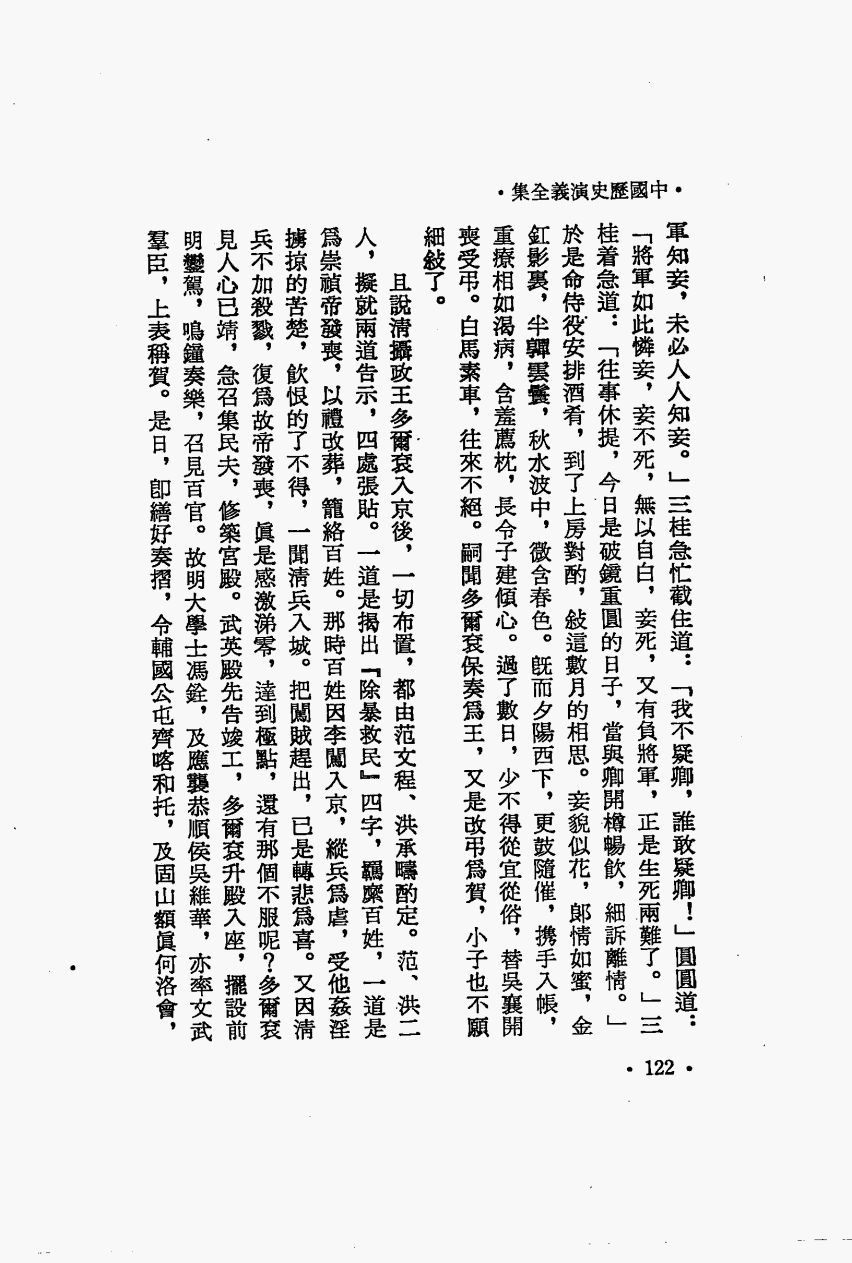 •中國歷史演義全集•
軍知妾，未必人人知妾。」三桂急忙截住道：「我不疑卿，誰敢疑卿！」圓圓道：
「將軍如此憐妾，妾不死，無以自白，妾死，又有負將軍，正是生死兩難了。」三
桂着急道：「往事休提，今日是破鏡重圓的日子，當與卿開樽暢飲，細訴離情。」
於是命侍役安排酒肴，到了上房對酌，敍這數月的相思。妾貌似花，郎情如蜜，金
釭影裏，半嚲雲鬟，秋水波中，微含春色。旣而夕陽西下，更鼓隨催，携手入帳，
重療相如渴病，含羞薦枕，長令子建傾心。過了數日，少不得從宜從俗，替吳襄開
喪受弔。白馬素車，往來不絕。嗣聞多爾袞保奏爲王，又是改弔爲賀，小子也不願
細敍了。
且說淸攝政王多爾袞入京後，一切布置，都由范文程、洪承疇酌定。范、洪二
人，擬就兩道告示，四處張貼。一道是揭出『除暴救民』四字，羈縻百姓，一道是
爲崇禎帝發喪，以禮改葬，籠絡百姓。那時百姓因李闖入京，縱兵爲虐，受他姦淫
擄掠的苦楚，飲恨的了不得，一聞淸兵入城。把闖賊趕出，已是轉悲爲喜。又因淸
兵不加殺戮，復爲故帝發喪，眞是感激涕零，達到極點，還有那個不服呢？多爾袞
見人心已靖，急召集民夫，修築宮殿。武英殿先告竣工，多爾袞升殿入座，擺設前
明鑾駕，鳴鐘奏樂，召見百官。故明大學士馮銓，及應襲恭順侯吳維華，亦率文武
羣臣，上表稱賀。是日，卽繕好奏摺，令輔國公屯齊喀和托，及固山額眞何洛會，
•122•